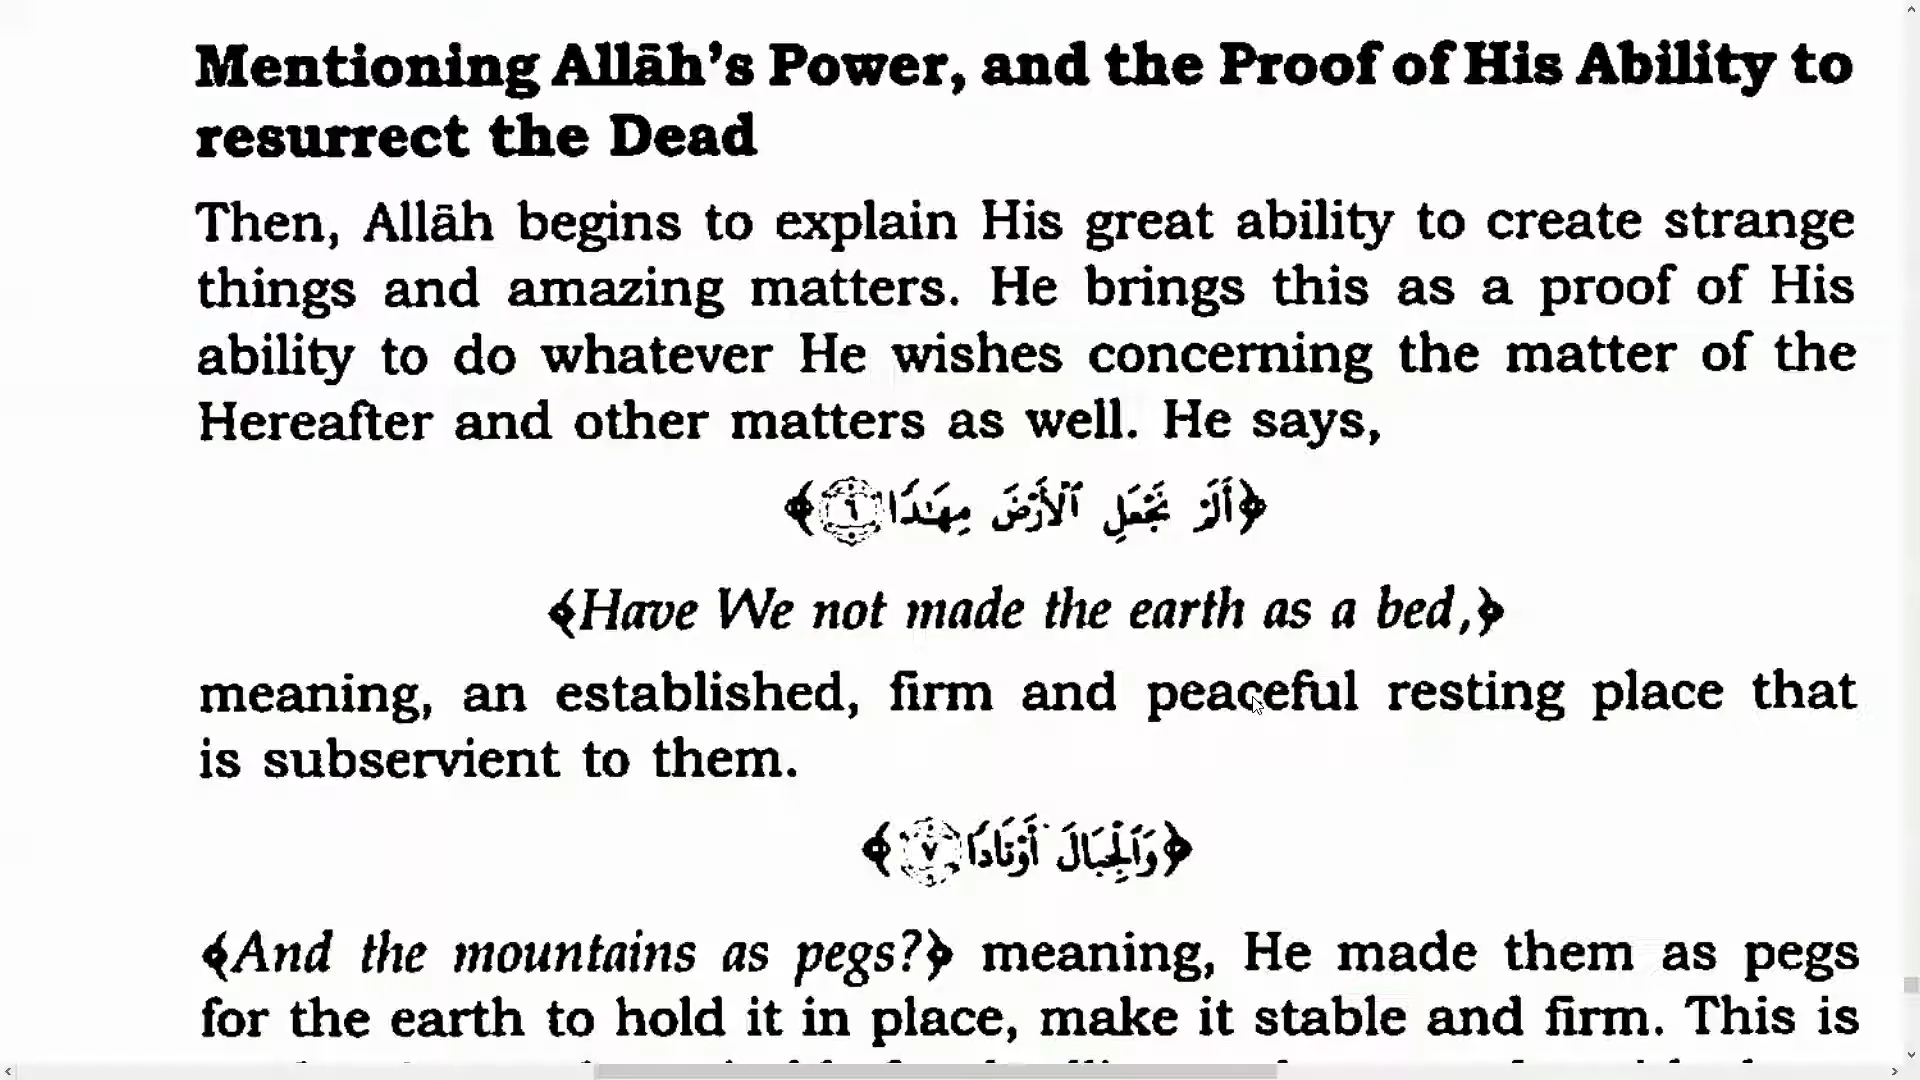 Mentioning Allāh's Power, and the Proof of His Ability to
resurrect the Dead
Then, Allāh begins to explain His great ability to create strange
things and amazing matters. He brings this as a proof of His
ability to do whatever He wishes concerning the matter of the
Hereafter and other matters as well. He says,
﴿أَلَمْ نَجْعَلِ ٱلْأَرْضَ مِهَٰدًا ٦﴾
﴾Have We not made the earth as a bed,﴿
meaning, an established, firm and peaceful resting place that
is subservient to them.
﴿وَٱلْجِبَالَ أَوْتَادًا ٧﴾
﴾And the mountains as pegs?﴿ meaning, He made them as pegs
for the earth to hold it in place, make it stable and firm. This is